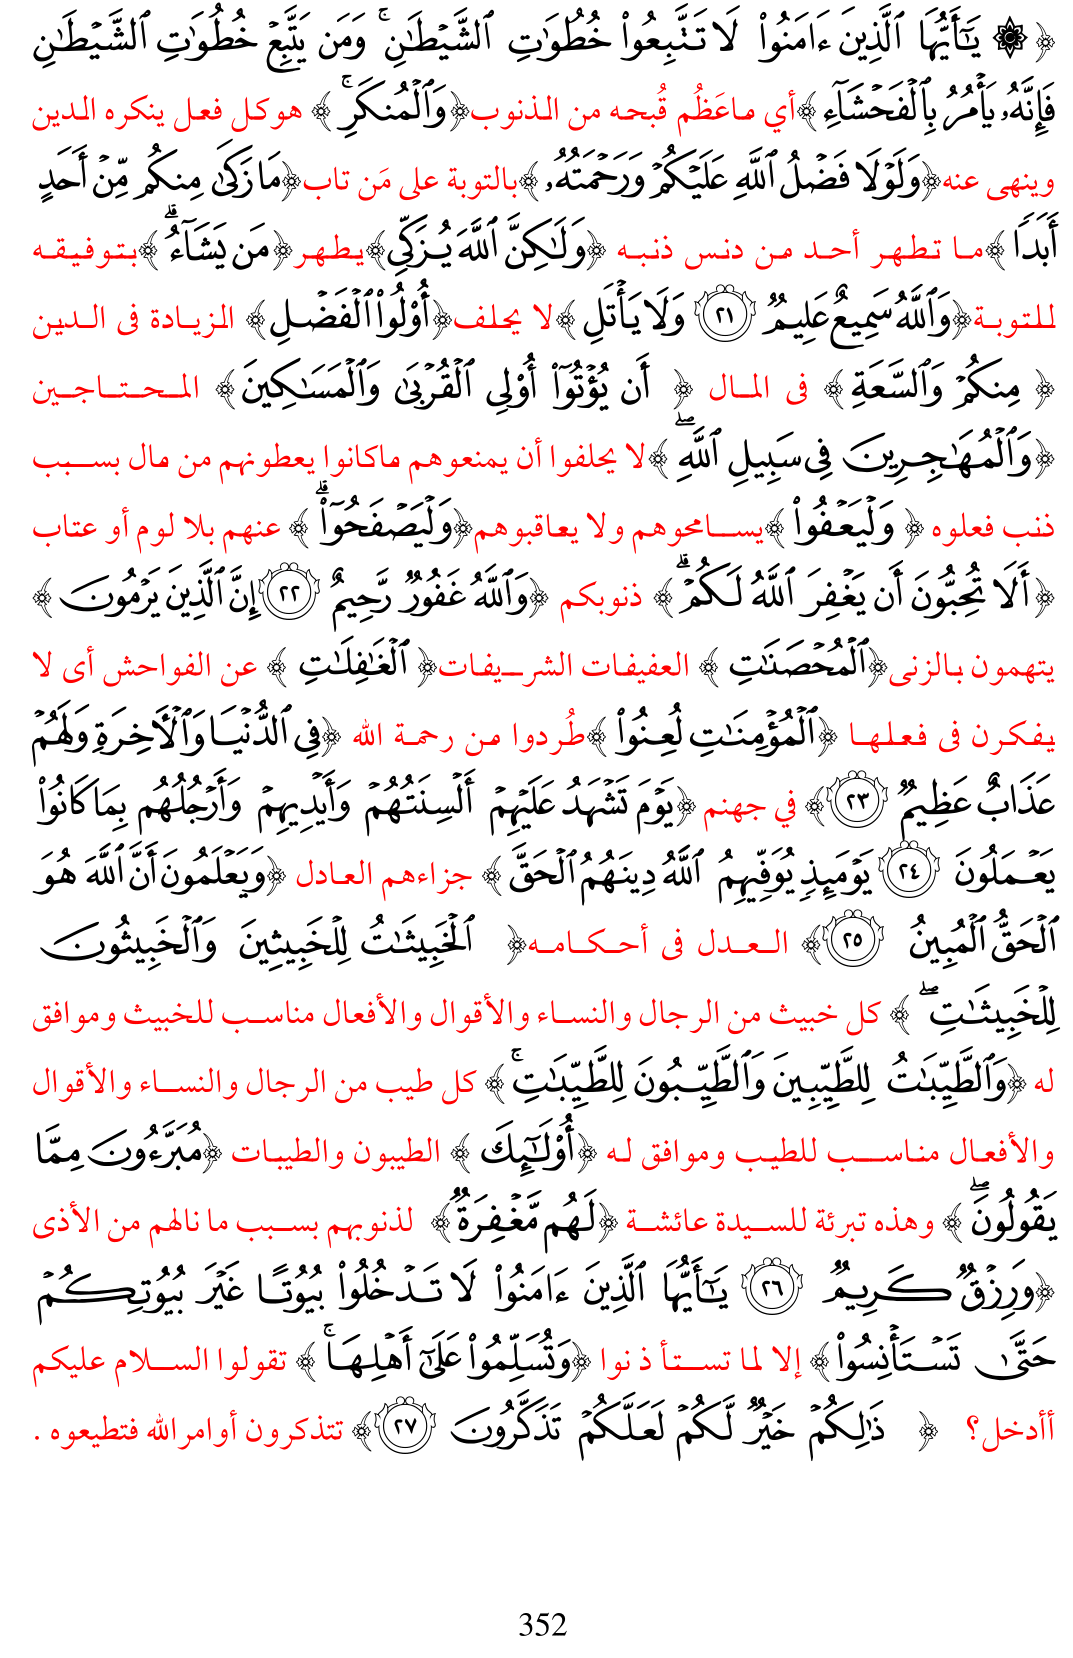 ﴿ ۞ يَـٰٓأَيُّهَا ٱلَّذِينَ ءَامَنُوا۟ لَا تَتَّبِعُوا۟ خُطُوَٰتِ ٱلشَّيْطَـٰنِ ۚ وَمَن يَتَّبِعْ خُطُوَٰتِ ٱلشَّيْطَـٰنِ
فَإِنَّهُۥ يَأْمُرُ بِٱلْفَحْشَآءِ ﴾أي ماعَظُم قُبحه من الذنوب﴿وَٱلْمُنكَرِ ۚ ﴾ هوكل فعل ينكره الدين
وينهى عنه﴿وَلَوْلَا فَضْلُ ٱللَّهِ عَلَيْكُمْ وَرَحْمَتُهُۥ ﴾بالتوبة على مَن تاب﴿مَا زَكَىٰ مِنكُم مِّنْ أَحَدٍ
أَبَدًا ﴾ما تطهر أحد من دنس ذنبه ﴿وَلَـٰكِنَّ ٱللَّهَ يُزَكِّى﴾يطهر﴿مَن يَشَآءُ ۗ ﴾بتوفيقه
للتوبة﴿وَٱللَّهُ سَمِيعٌ عَلِيمٌ ٢١ وَلَا يَأْتَلِ ﴾لا يحلف﴿أُو۟لُوا۟ ٱلْفَضْلِ ﴾ الزيادة فى الدين
﴿ مِنكُمْ وَٱلسَّعَةِ ﴾ فى المال ﴿ أَن يُؤْتُوٓا۟ أُو۟لِى ٱلْقُرْبَىٰ وَٱلْمَسَـٰكِينَ ﴾ المحتاجين
﴿وَٱلْمُهَـٰجِرِينَ فِى سَبِيلِ ٱللَّهِ ۖ ﴾لا يحلفوا أن يمنعوهم ماكانوا يعطونهم من مال بسبب
ذنب فعلوه ﴿ وَلْيَعْفُوا۟ ﴾يسامحوهم ولا يعاقبوهم﴿وَلْيَصْفَحُوٓا۟ ۗ ﴾ عنهم بلا لوم أو عتاب
﴿أَلَا تُحِبُّونَ أَن يَغْفِرَ ٱللَّهُ لَكُمْ ۗ ﴾ ذنوبكم ﴿وَٱللَّهُ غَفُورٌ رَّحِيمٌ ٢٢ إِنَّ ٱلَّذِينَ يَرْمُونَ ﴾
يتهمون بالزنى﴿ٱلْمُحْصَنَـٰتِ ﴾ العفيفات الشريفات﴿ ٱلْغَـٰفِلَـٰتِ ﴾ عن الفواحش أى لا
يفكرن فى فعلها ﴿ٱلْمُؤْمِنَـٰتِ لُعِنُوا۟ ﴾طُردوا من رحمة الله ﴿فِى ٱلدُّنْيَا وَٱلْـَٔاخِرَةِ وَلَهُمْ
عَذَابٌ عَظِيمٌ ٢٣ ﴾ في جهنم ﴿يَوْمَ تَشْهَدُ عَلَيْهِمْ أَلْسِنَتُهُمْ وَأَيْدِيهِمْ وَأَرْجُلُهُم بِمَا كَانُوا۟
يَعْمَلُونَ ٢٤ يَوْمَئِذٍ يُوَفِّيهِمُ ٱللَّهُ دِينَهُمُ ٱلْحَقَّ ﴾ جزاءهم العادل ﴿وَيَعْلَمُونَ أَنَّ ٱللَّهَ هُوَ
ٱلْحَقُّ ٱلْمُبِينُ ٢٥ ﴾ العدل فى أحكامه﴿ ٱلْخَبِيثَـٰتُ لِلْخَبِيثِينَ وَٱلْخَبِيثُونَ
لِلْخَبِيثَـٰتِ ۖ ﴾ كل خبيث من الرجال والنساء والأقوال والأفعال مناسب للخبيث وموافق
له ﴿وَٱلطَّيِّبَـٰتُ لِلطَّيِّبِينَ وَٱلطَّيِّبُونَ لِلطَّيِّبَـٰتِ ۚ ﴾ كل طيب من الرجال والنساء والأقوال
والأفعال مناسب للطيب وموافق له ﴿أُو۟لَـٰٓئِكَ ﴾ الطيبون والطيبات ﴿مُبَرَّءُونَ مِمَّا
يَقُولُونَ ۖ ﴾ وهذه تبرئة للسيدة عائشة ﴿لَهُم مَّغْفِرَةٌ ﴾ لذنوبهم بسبب ما نالهم من الأذى
﴿وَرِزْقٌ كَرِيمٌ ٢٦ يَـٰٓأَيُّهَا ٱلَّذِينَ ءَامَنُوا۟ لَا تَدْخُلُوا۟ بُيُوتًا غَيْرَ بُيُوتِكُمْ
حَتَّىٰ تَسْتَأْنِسُوا۟ ﴾ إلا لما تستأ ذنوا ﴿وَتُسَلِّمُوا۟ عَلَىٰٓ أَهْلِهَا ۚ ﴾ تقولوا السلام عليكم
أأدخل؟ ﴿ ذَٰلِكُمْ خَيْرٌ لَّكُمْ لَعَلَّكُمْ تَذَكَّرُونَ ٢٧ ﴾ تتذكرون أوامرالله فتطيعوه .
352